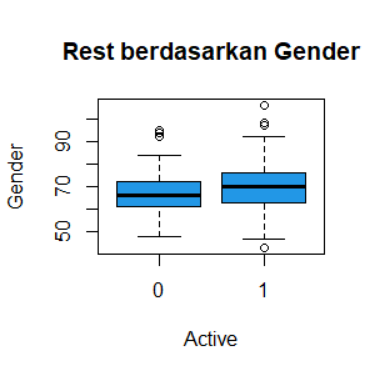 Rest berdasarkan Gender
Gender
90
70
50
0 1
Active